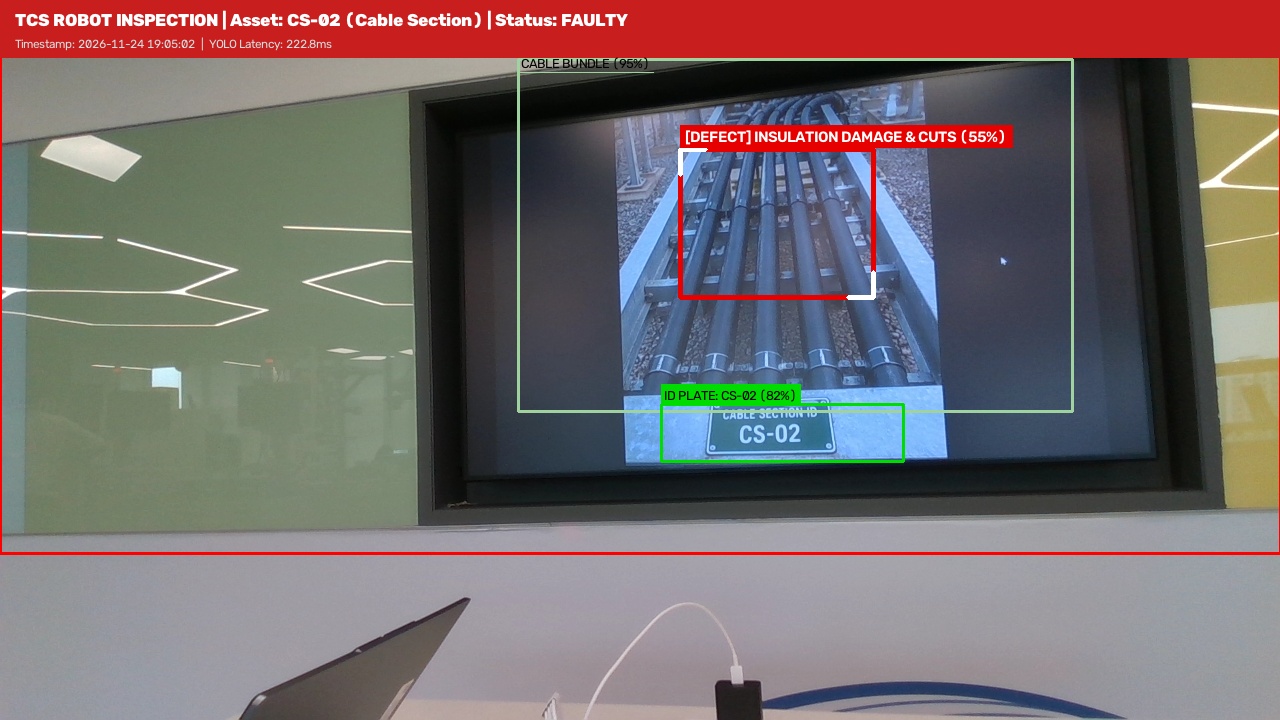 TCS ROBOT INSPECTION | Asset: CS-02 (Cable Section) | Status: FAULTY
Timestamp: 2026-11-24 19:05:02 | YOLO Latency: 222.8ms
CABLE BUNDLE (95%)
[DEFECT] INSULATION DAMAGE & CUTS (55%)
ID PLATE: CS-02 (82%)
CABLE SECTION ID
CS-02